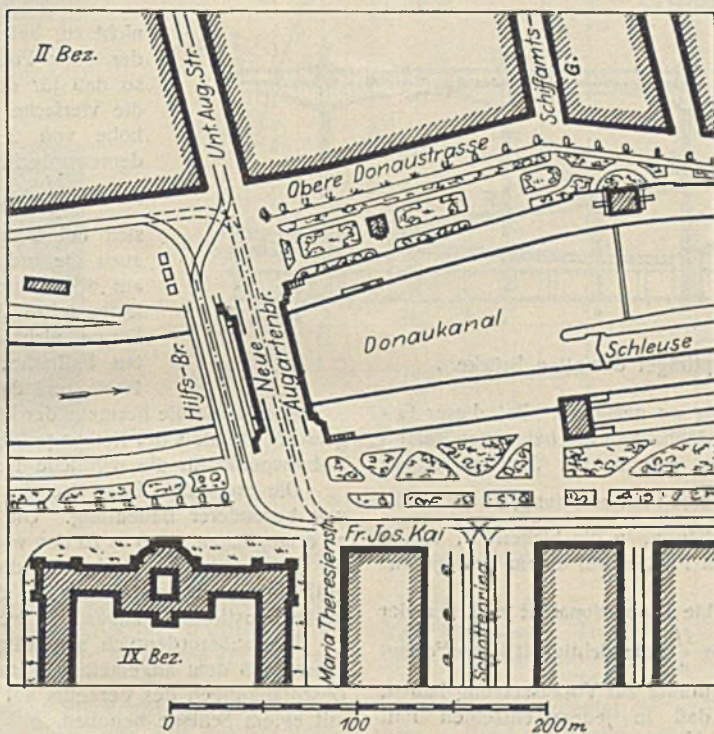 II Bez.
Unt. Aug. Str.
Schiffamts
G.
Obere Donaustrasse
Donaukanal
Schleuse
Hilfs-Br.
Neue
Augartenbr.
Fr. Jos. Kai
Maria Theresienstr.
Schottenring
IX Bez.
0 100 200 m